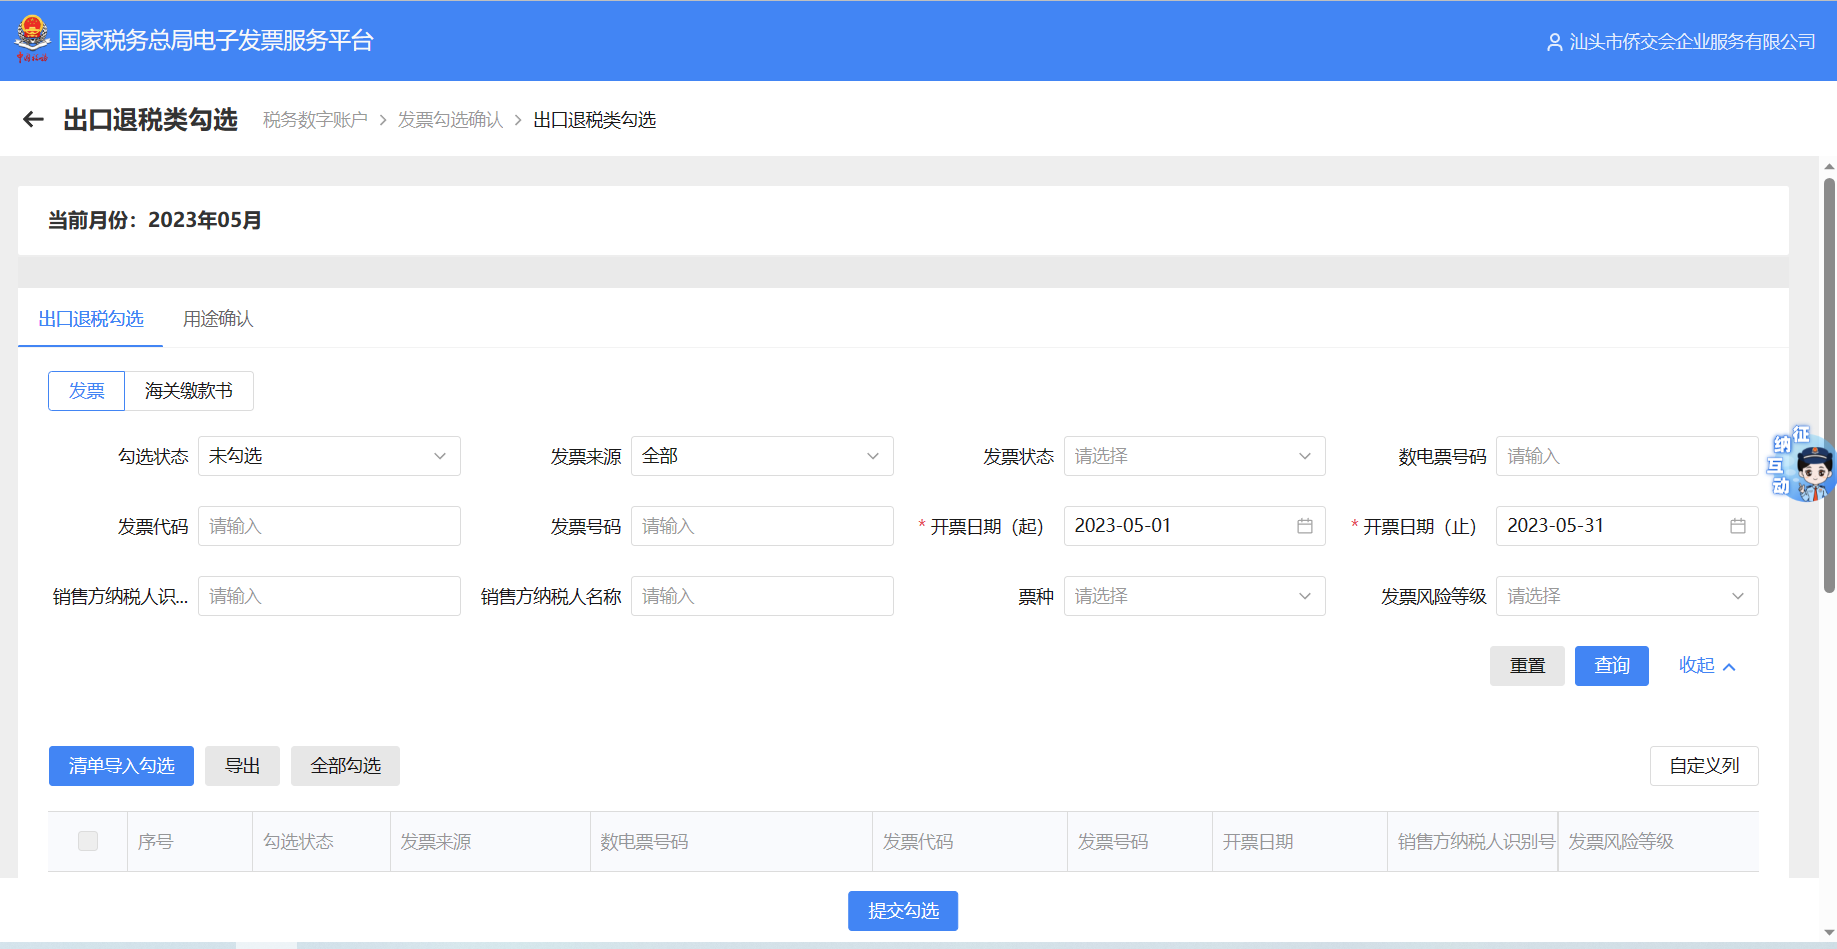 国家税务总局电子发票服务平台
汕头市侨交会企业服务有限公司
出口退税类勾选 税务数字账户 > 发票勾选确认 > 出口退税类勾选
当前月份：2023年05月
出口退税勾选 用途确认
发票 海关缴款书
勾选状态 未勾选 发票来源 全部 发票状态 请选择 数电票号码 请输入
发票代码 请输入 发票号码 请输入 * 开票日期（起） 2023-05-01 * 开票日期（止） 2023-05-31
销售方纳税人识... 请输入 销售方纳税人名称 请输入 票种 请选择 发票风险等级 请选择
征纳互动
重置 查询 收起
清单导入勾选 导出 全部勾选 自定义列
序号 勾选状态 发票来源 数电票号码 发票代码 发票号码 开票日期 销售方纳税人识别号 发票风险等级
提交勾选